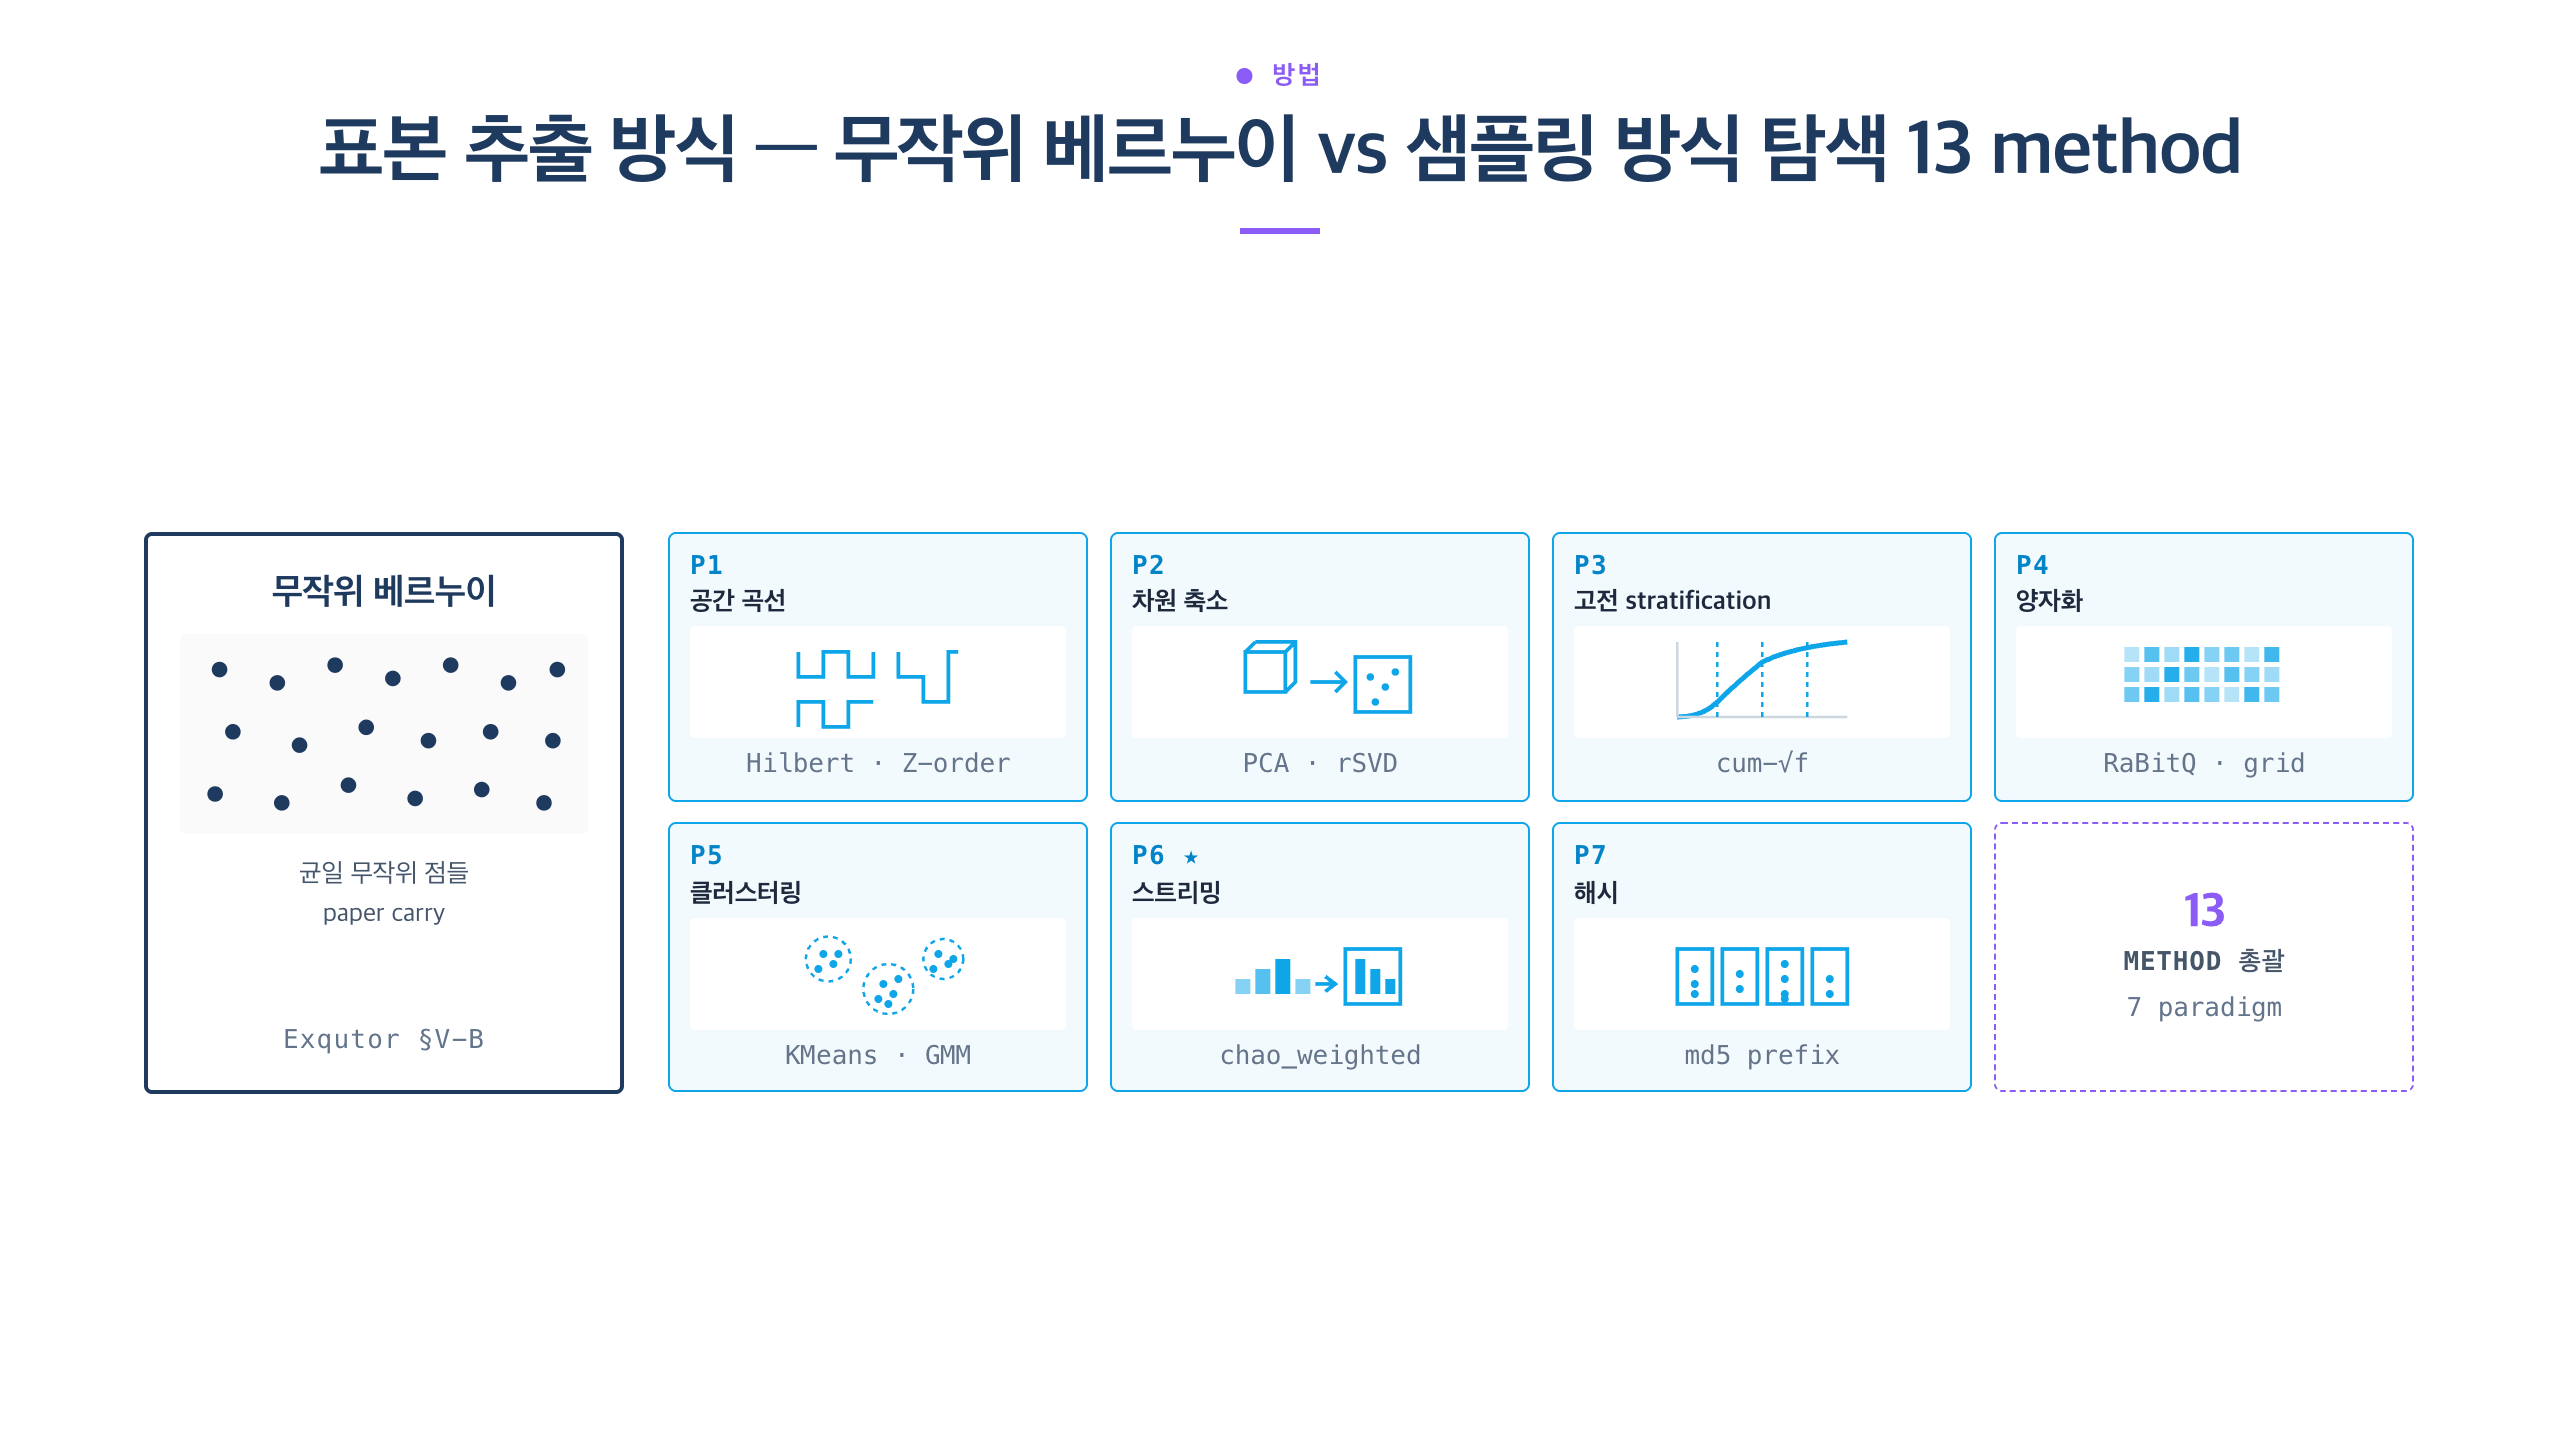 방법
표본 추출 방식 — 무작위 베르누이 vs 샘플링 방식 탐색 13 method
무작위 베르누이
균일 무작위 점들
paper carry
Exqutor §V-B
P1
공간 곡선
Hilbert · Z-order
P2
차원 축소
PCA · rSVD
P3
고전 stratification
cum-√f
P4
양자화
RaBitQ · grid
P5
클러스터링
KMeans · GMM
P6 ★
스트리밍
chao_weighted
P7
해시
md5 prefix
13
METHOD 총괄
7 paradigm